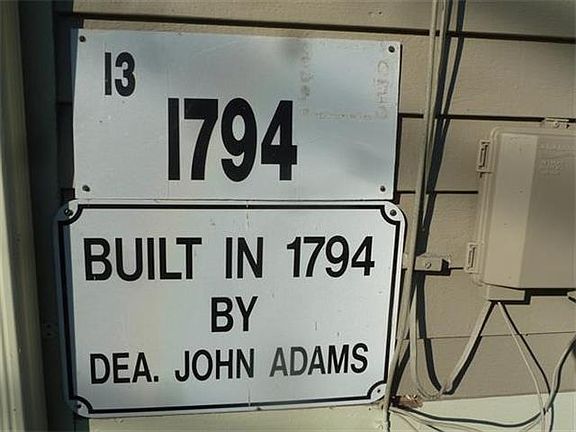 13
1794
BUILT IN 1794
BY
DEA. JOHN ADAMS